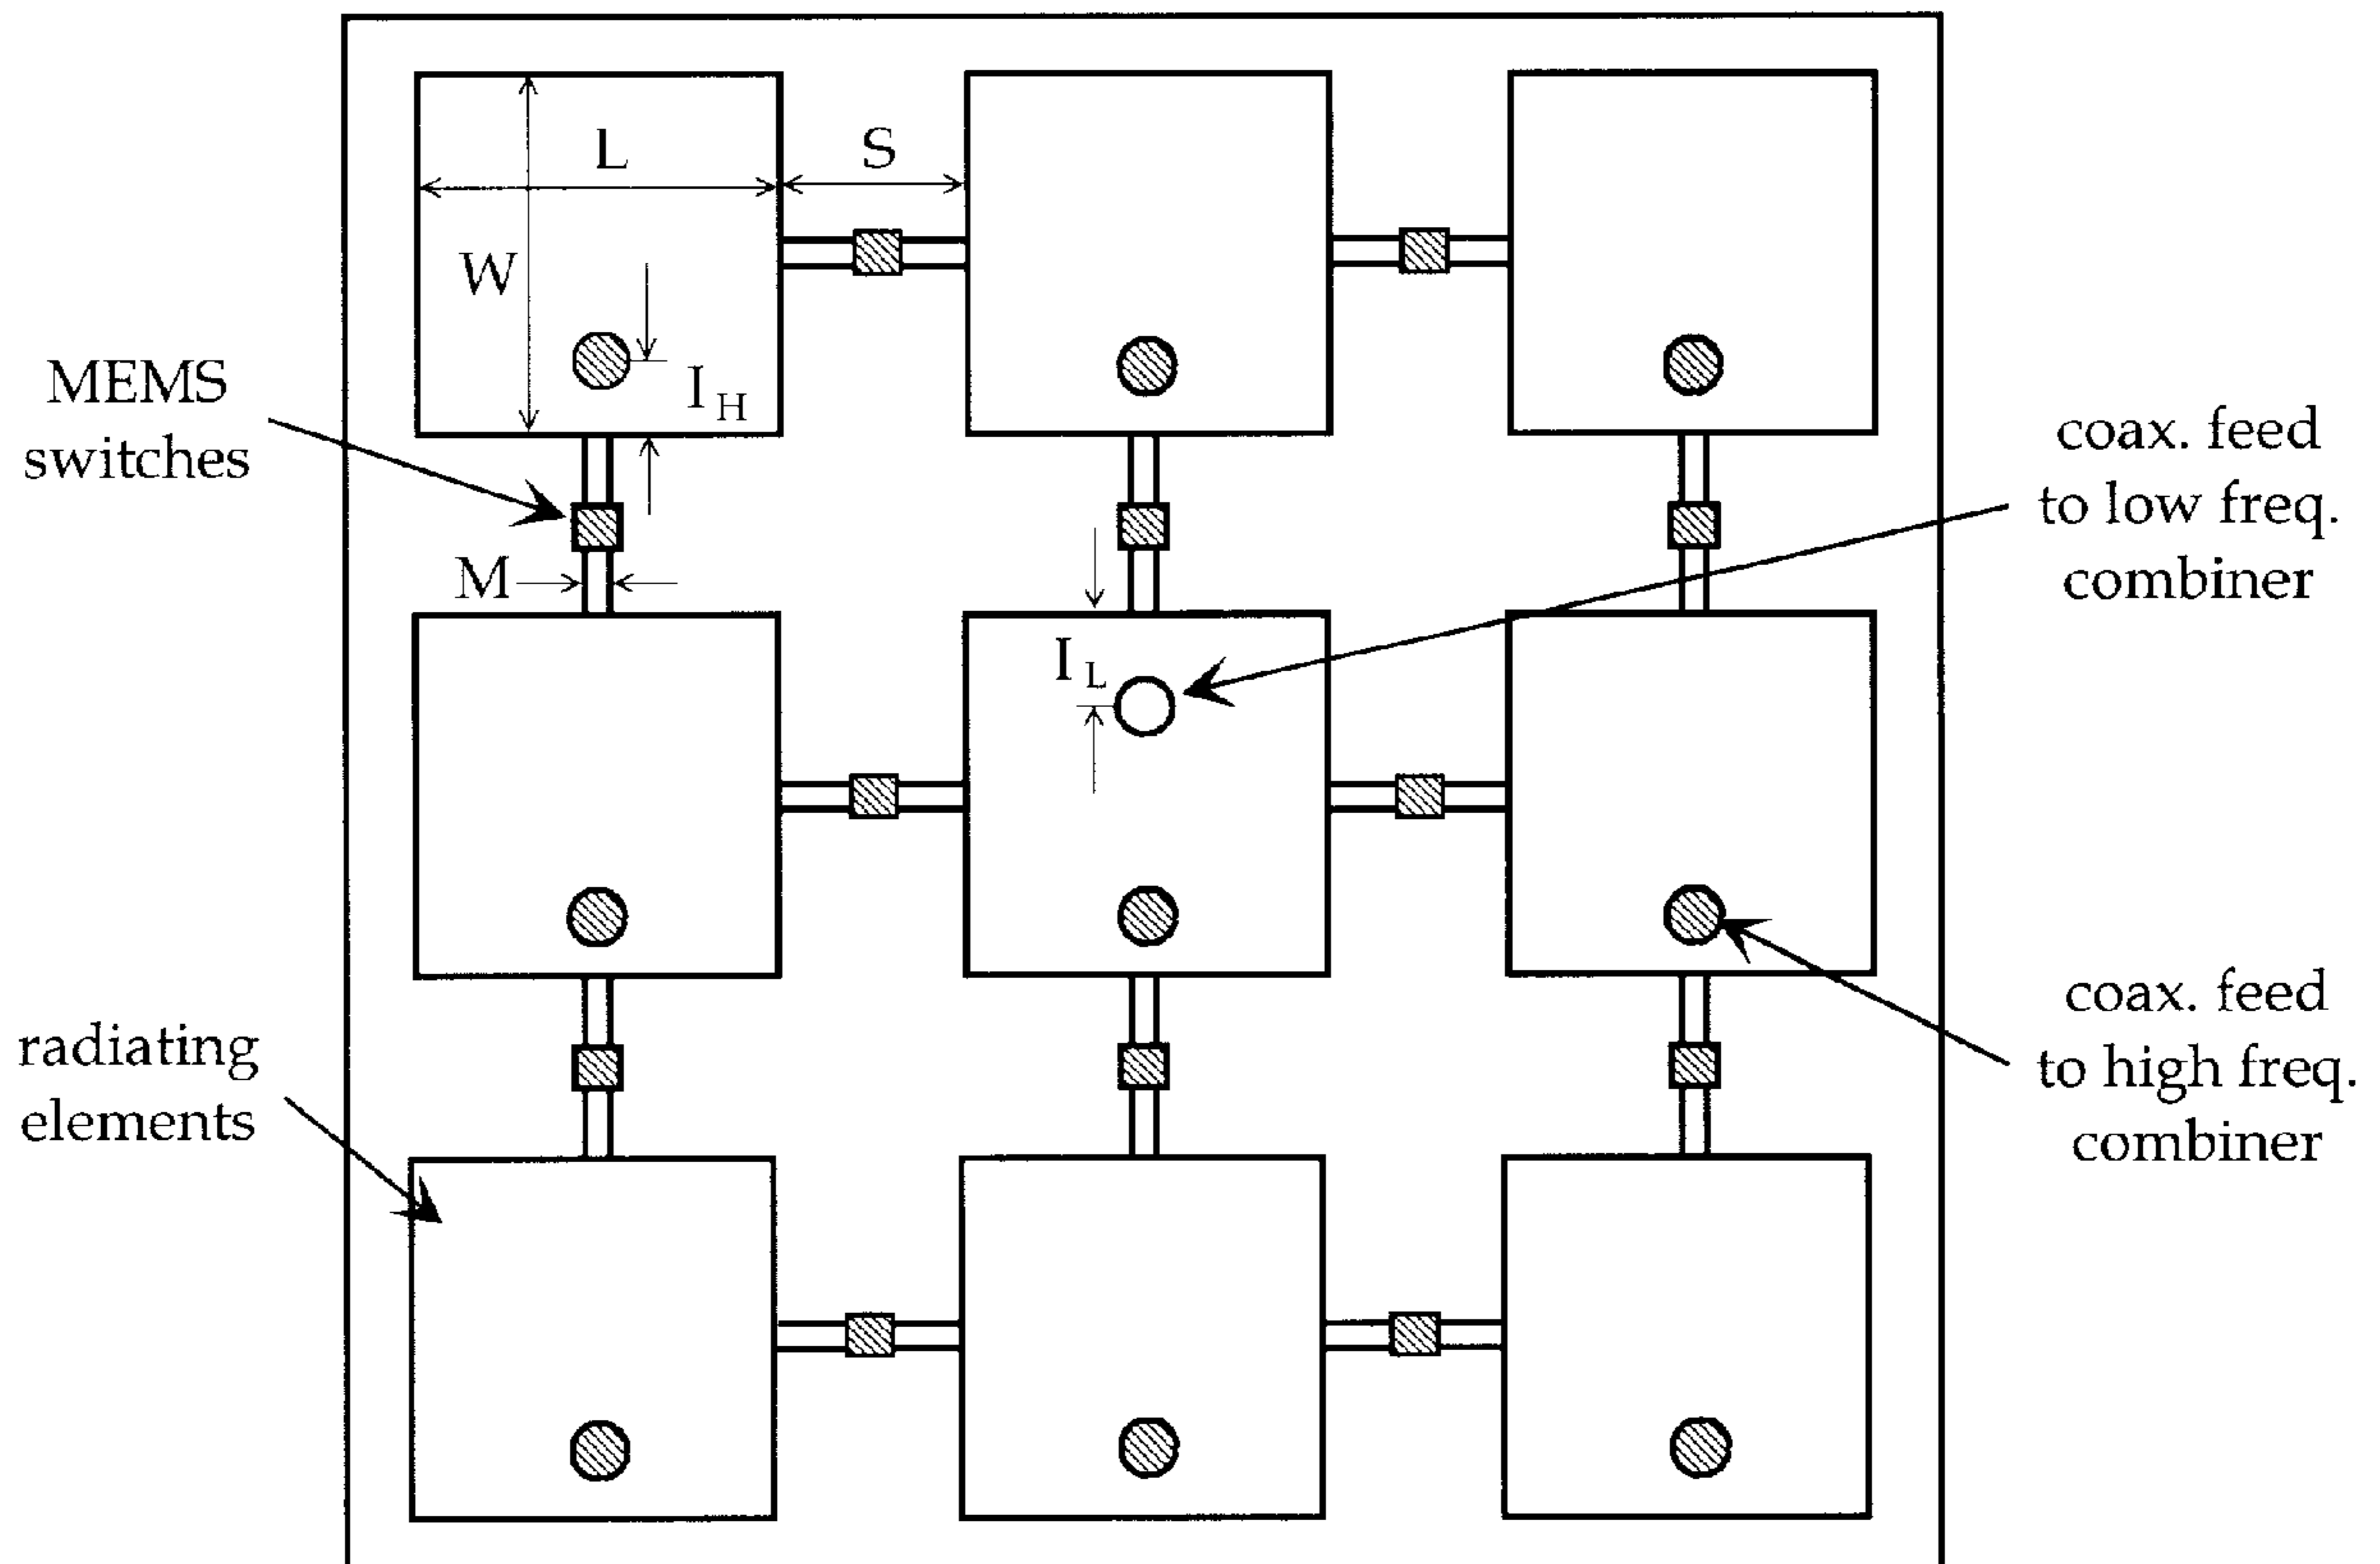 L
S
W
I H
MEMS
switches
M
coax. feed
to low freq.
combiner
I L
coax. feed
to high freq.
combiner
radiating
elements